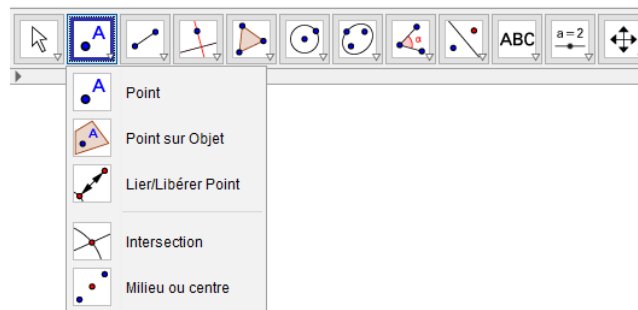 A
ABC
a=2
α
A
Point
A
Point sur Objet
Lier/Libérer Point
Intersection
Milieu ou centre